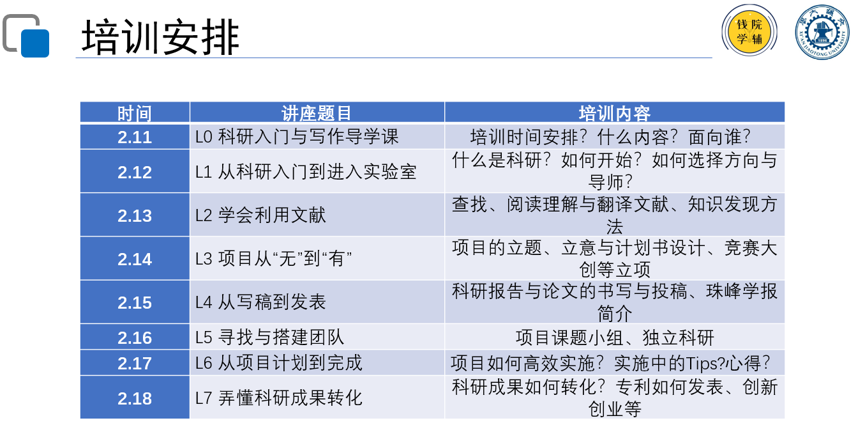 培训安排
钱院
学辅
时间 讲座题目 培训内容
2.11 L0 科研入门与写作导学课 培训时间安排？什么内容？面向谁？
2.12 L1 从科研入门到进入实验室 什么是科研？如何开始？如何选择方向与
导师？
2.13 L2 学会利用文献 查找、阅读理解与翻译文献、知识发现方
法
2.14 L3 项目从“无”到“有” 项目的立题、立意与计划书设计、竞赛大
创等立项
2.15 L4 从写稿到发表 科研报告与论文的书写与投稿、珠峰学报
简介
2.16 L5 寻找与搭建团队 项目课题小组、独立科研
2.17 L6 从项目计划到完成 项目如何高效实施？实施中的Tips?心得？
2.18 L7 弄懂科研成果转化 科研成果如何转化？专利如何发表、创新
创业等